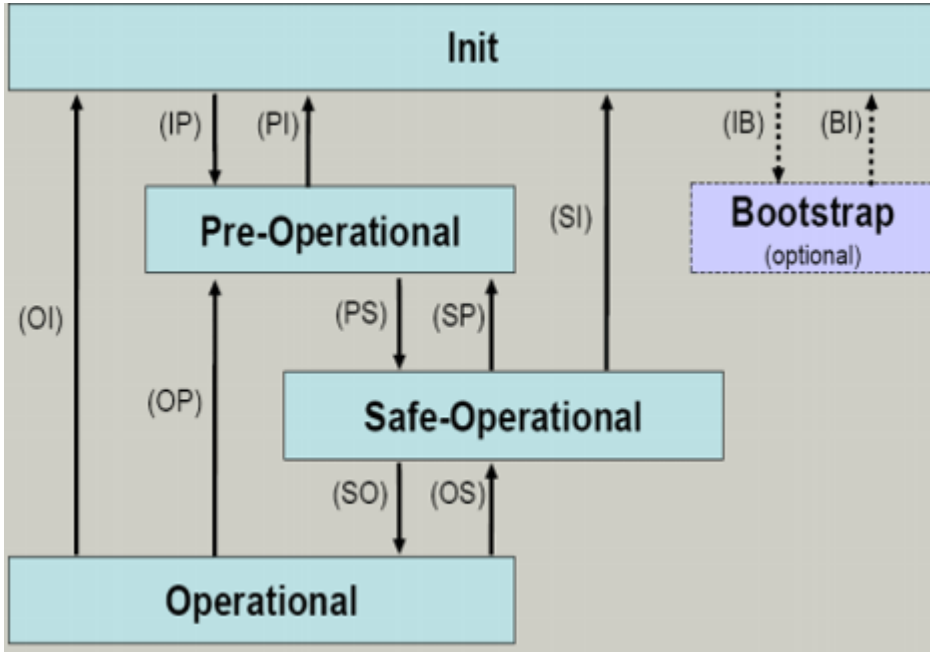 Init
(IP)
(PI)
(IB)
(BI)
Pre-Operational
(SI)
Bootstrap
(optional)
(OI)
(PS)
(SP)
(OP)
Safe-Operational
(SO)
(OS)
Operational